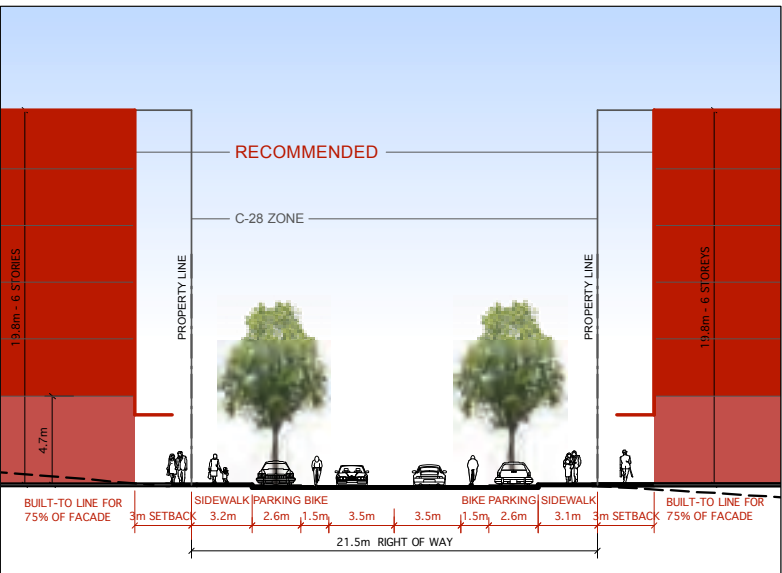 RECOMMENDED
C-28 ZONE
PROPERTY LINE
PROPERTY LINE
19.8m - 6 STORIES
19.8m - 6 STOREYS
4.7m
BUILT-TO LINE FOR
75% OF FACADE
SIDEWALK PARKING BIKE
BIKE PARKING SIDEWALK
BUILT-TO LINE FOR
75% OF FACADE
3m SETBACK 3.2m 2.6m 1.5m 3.5m 3.5m 1.5m 2.6m 3.1m 3m SETBACK
21.5m RIGHT OF WAY